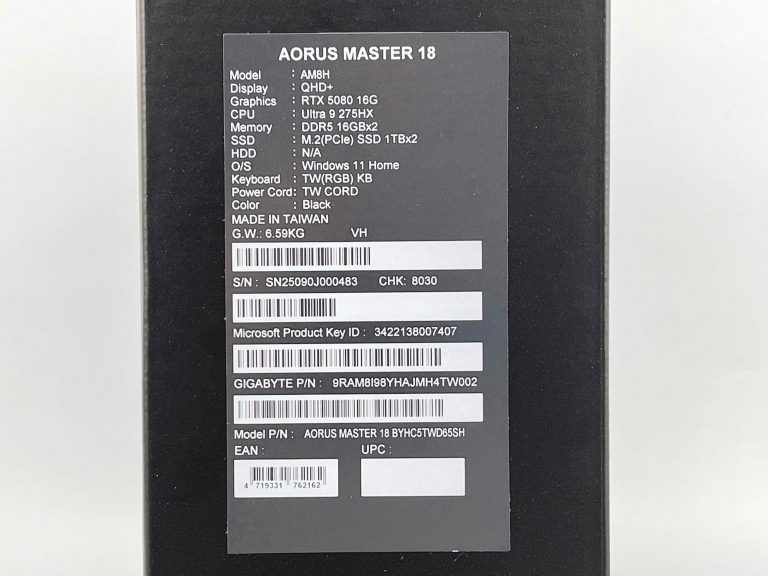 AORUS MASTER 18
Model : AM8H
Display : QHD+
Graphics : RTX 5080 16G
CPU : Ultra 9 275HX
Memory : DDR5 16GBx2
SSD : M.2(PCIe) SSD 1TBx2
HDD : N/A
O/S : Windows 11 Home
Keyboard : TW(RGB) KB
Power Cord : TW CORD
Color : Black
MADE IN TAIWAN
G.W.: 6.59KG VH
S/N : SN25090J000483 CHK: 8030
Microsoft Product Key ID : 3422138007407
GIGABYTE P/N : 9RAM8I98YHAJMH4TW002
Model P/N : AORUS MASTER 18 BYHC5TWD65SH
EAN : UPC :
4 719331 762162